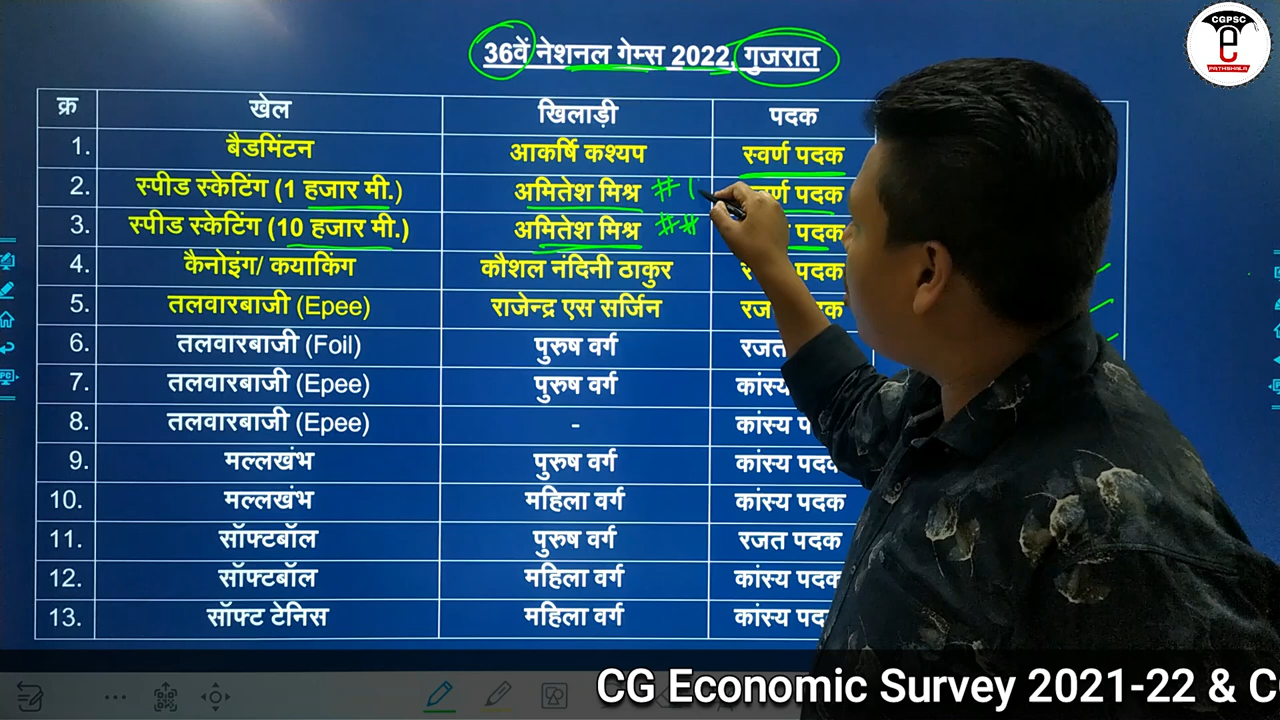 CGPSC
e
PATHSHALA
36वें नेशनल गेम्स 2022, गुजरात
क्र खेल खिलाड़ी पदक
1. बैडमिंटन आकर्षि कश्यप स्वर्ण पदक
2. स्पीड स्केटिंग (1 हजार मी.) अमितेश मिश्र # पदक
3. स्पीड स्केटिंग (10 हजार मी.) अमितेश मिश्र ## पदक
4. कैनोइंग/ कयाकिंग कौशल नंदिनी ठाकुर पदक
5. तलवारबाजी (Epee) राजेन्द्र एस सर्जिन
6. तलवारबाजी (Foil) पुरुष वर्ग रजत
7. तलवारबाजी (Epee) पुरुष वर्ग कांस्य
8. तलवारबाजी (Epee) - कांस्य
9. मल्लखंभ पुरुष वर्ग कांस्य पदक
10. मल्लखंभ महिला वर्ग कांस्य पदक
11. सॉफ्टबॉल पुरुष वर्ग रजत पदक
12. सॉफ्टबॉल महिला वर्ग कांस्य पदक
13. सॉफ्ट टेनिस महिला वर्ग कांस्य
CG Economic Survey 2021-22 &